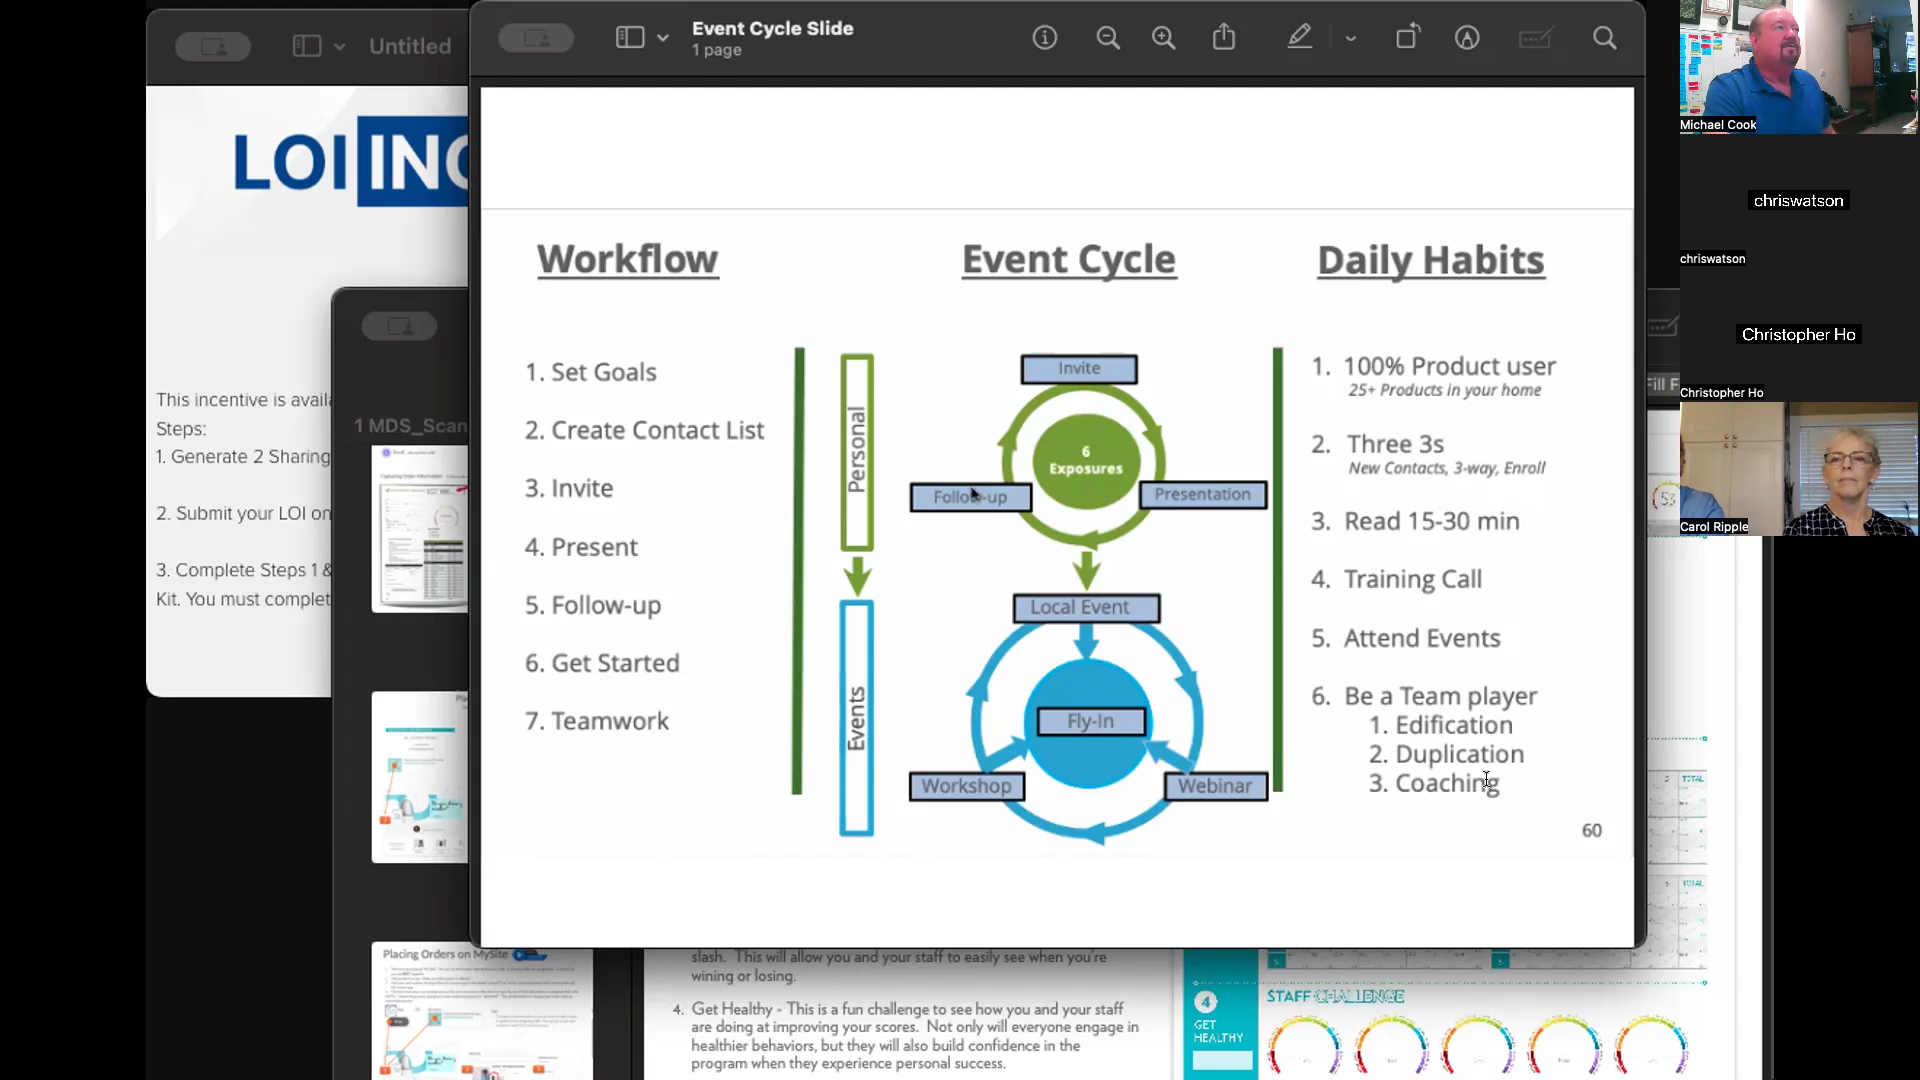 Untitled
Event Cycle Slide
1 page
LOI
This incentive is
Steps:
1. Generate 2 Sharing
2. Submit your LOI on
3. Complete Steps 1 &
Kit. You must
1 MDS_Scan
Placing Orders on MySite
Workflow
1. Set Goals
2. Create Contact List
3. Invite
4. Present
5. Follow-up
6. Get Started
7. Teamwork
Personal
Events
Event Cycle
Invite
6
Exposures
Follow-up
Presentation
Local Event
Fly-In
Workshop
Webinar
Daily Habits
1. 100% Product user
25+ Products in your home
2. Three 3s
New Contacts, 3-way, Enroll
3. Read 15-30 min
4. Training Call
5. Attend Events
6. Be a Team player
1. Edification
2. Duplication
3. Coaching
60
slash. This will allow you and your staff to easily see when you're
wining or losing.
4. Get Healthy - This is a fun challenge to see how you and your staff
are doing at improving your scores. Not only will everyone engage in
healthier behaviors, but they will also build confidence in the
program when they experience personal success.
4
GET
HEALTHY
STAFF CHALLENGE
5
5
5 TOTAL
5 TOTAL
53
Fill
Michael Cook
chriswatson
chriswatson
Christopher Ho
Christopher Ho
Carol Ripple